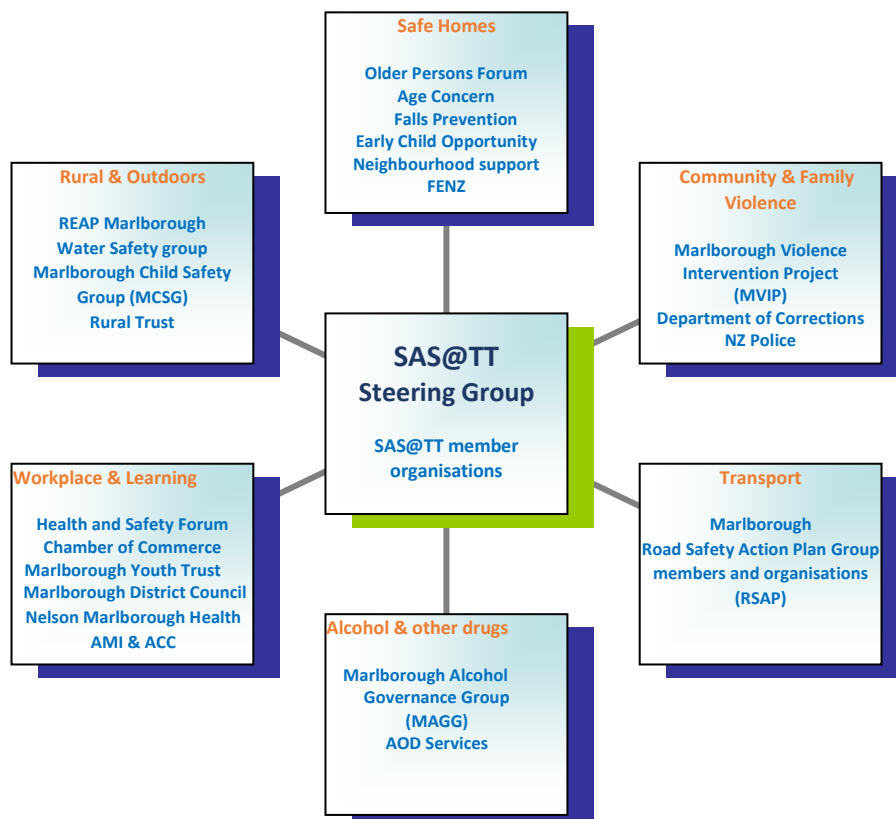 Safe Homes
Older Persons Forum
Age Concern
Falls Prevention
Early Child Opportunity
Neighbourhood support
FENZ
Rural & Outdoors
REAP Marlborough
Water Safety group
Marlborough Child Safety
Group (MCSG)
Rural Trust
Community & Family
Violence
Marlborough Violence
Intervention Project
(MVIP)
Department of Corrections
NZ Police
SAS@TT
Steering Group
SAS@TT member
organisations
Workplace & Learning
Health and Safety Forum
Chamber of Commerce
Marlborough Youth Trust
Marlborough District Council
Nelson Marlborough Health
AMI & ACC
Transport
Marlborough
Road Safety Action Plan Group
members and organisations
(RSAP)
Alcohol & other drugs
Marlborough Alcohol
Governance Group
(MAGG)
AOD Services